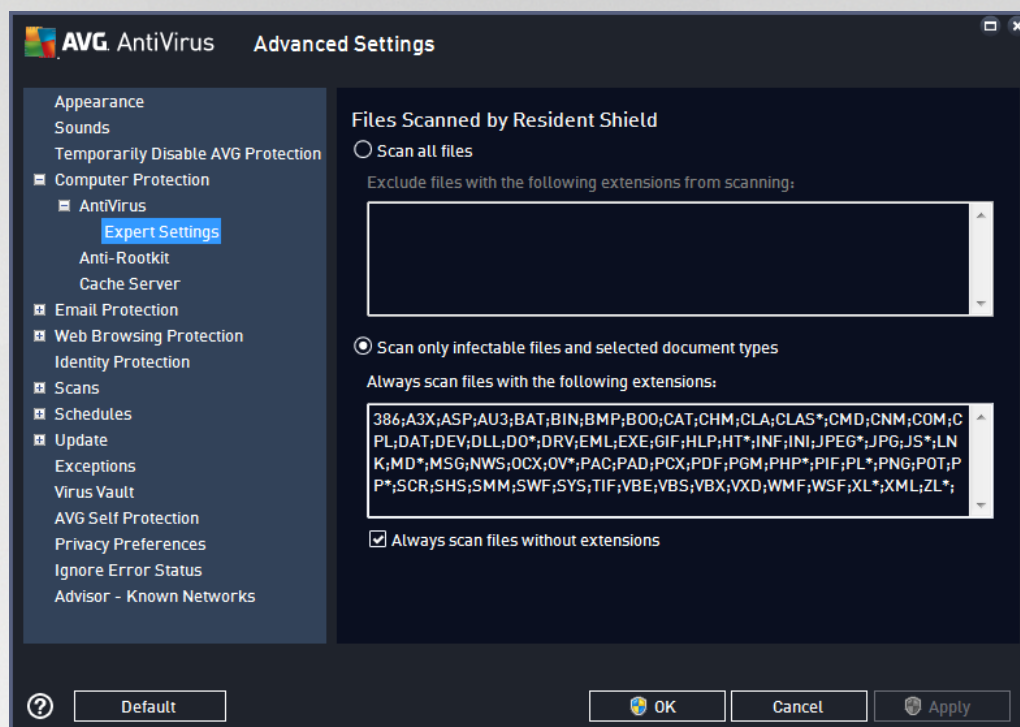 AVG. AntiVirus Advanced Settings
Appearance
Sounds
Temporarily Disable AVG Protection
Computer Protection
AntiVirus
Expert Settings
Anti-Rootkit
Cache Server
Email Protection
Web Browsing Protection
Identity Protection
Scans
Schedules
Update
Exceptions
Virus Vault
AVG Self Protection
Privacy Preferences
Ignore Error Status
Advisor - Known Networks
Files Scanned by Resident Shield
Scan all files
Exclude files with the following extensions from scanning:
Scan only infectable files and selected document types
Always scan files with the following extensions:
386;A3X;ASP;AU3;BAT;BIN;BMP;BOO;CAT;CHM;CLA;CLAS*;CMD;CNM;COM;C
PL;DAT;DEV;DLL;DO*;DRV;EML;EXE;GIF;HLP;HT*;INF;INI;JPEG*;JPG;JS*;LN
K;MD*;MSG;NWS;OCX;OV*;PAC;PAD;PCX;PDF;PGM;PHP*;PIF;PL*;PNG;POT;P
P*;SCR;SHS;SMM;SWF;SYS;TIF;VBE;VBS;VBX;VXD;WMF;WSF;XL*;XML;ZL*;
Always scan files without extensions
? Default OK Cancel Apply